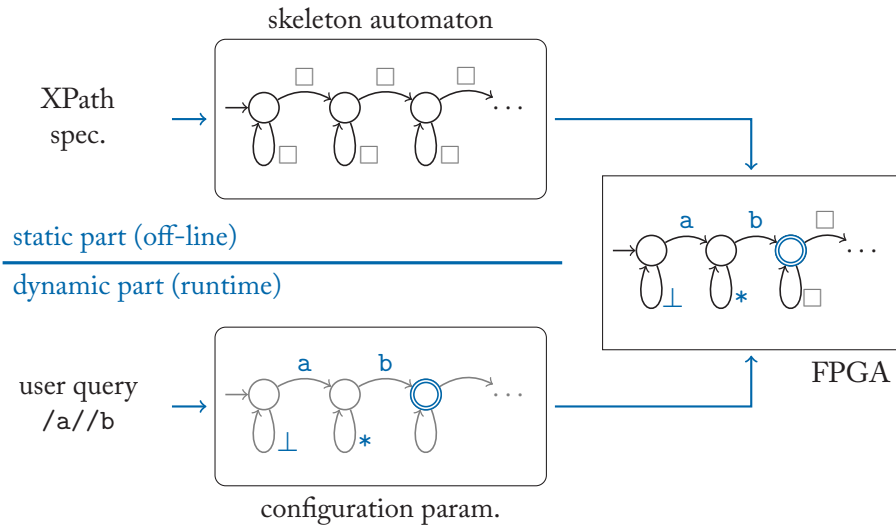 skeleton automaton
XPath
spec.
...
static part (off-line)
dynamic part (runtime)
a b
...
⊥ *
FPGA
user query
/a//b
a b
...
⊥ *
configuration param.